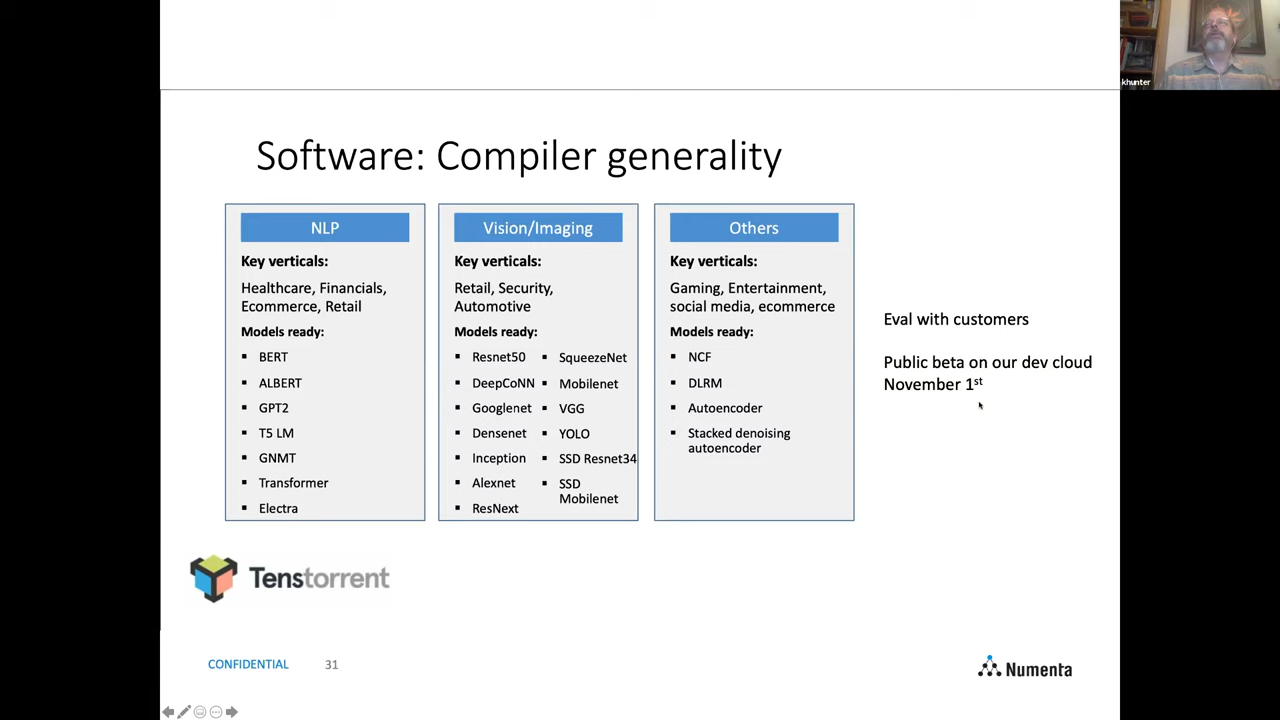 khunter
Software: Compiler generality
NLP
Key verticals:
Healthcare, Financials,
Ecommerce, Retail
Models ready:
▪ BERT
▪ ALBERT
▪ GPT2
▪ T5 LM
▪ GNMT
▪ Transformer
▪ Electra
Vision/Imaging
Key verticals:
Retail, Security,
Automotive
Models ready:
▪ Resnet50
▪ DeepCoNN
▪ Googlenet
▪ Densenet
▪ Inception
▪ Alexnet
▪ ResNext
▪ SqueezeNet
▪ Mobilenet
▪ VGG
▪ YOLO
▪ SSD Resnet34
▪ SSD
Mobilenet
Others
Key verticals:
Gaming, Entertainment,
social media, ecommerce
Models ready:
▪ NCF
▪ DLRM
▪ Autoencoder
▪ Stacked denoising
autoencoder
Eval with customers
Public beta on our dev cloud
November 1st
Tenstorrent
CONFIDENTIAL
31
Numenta